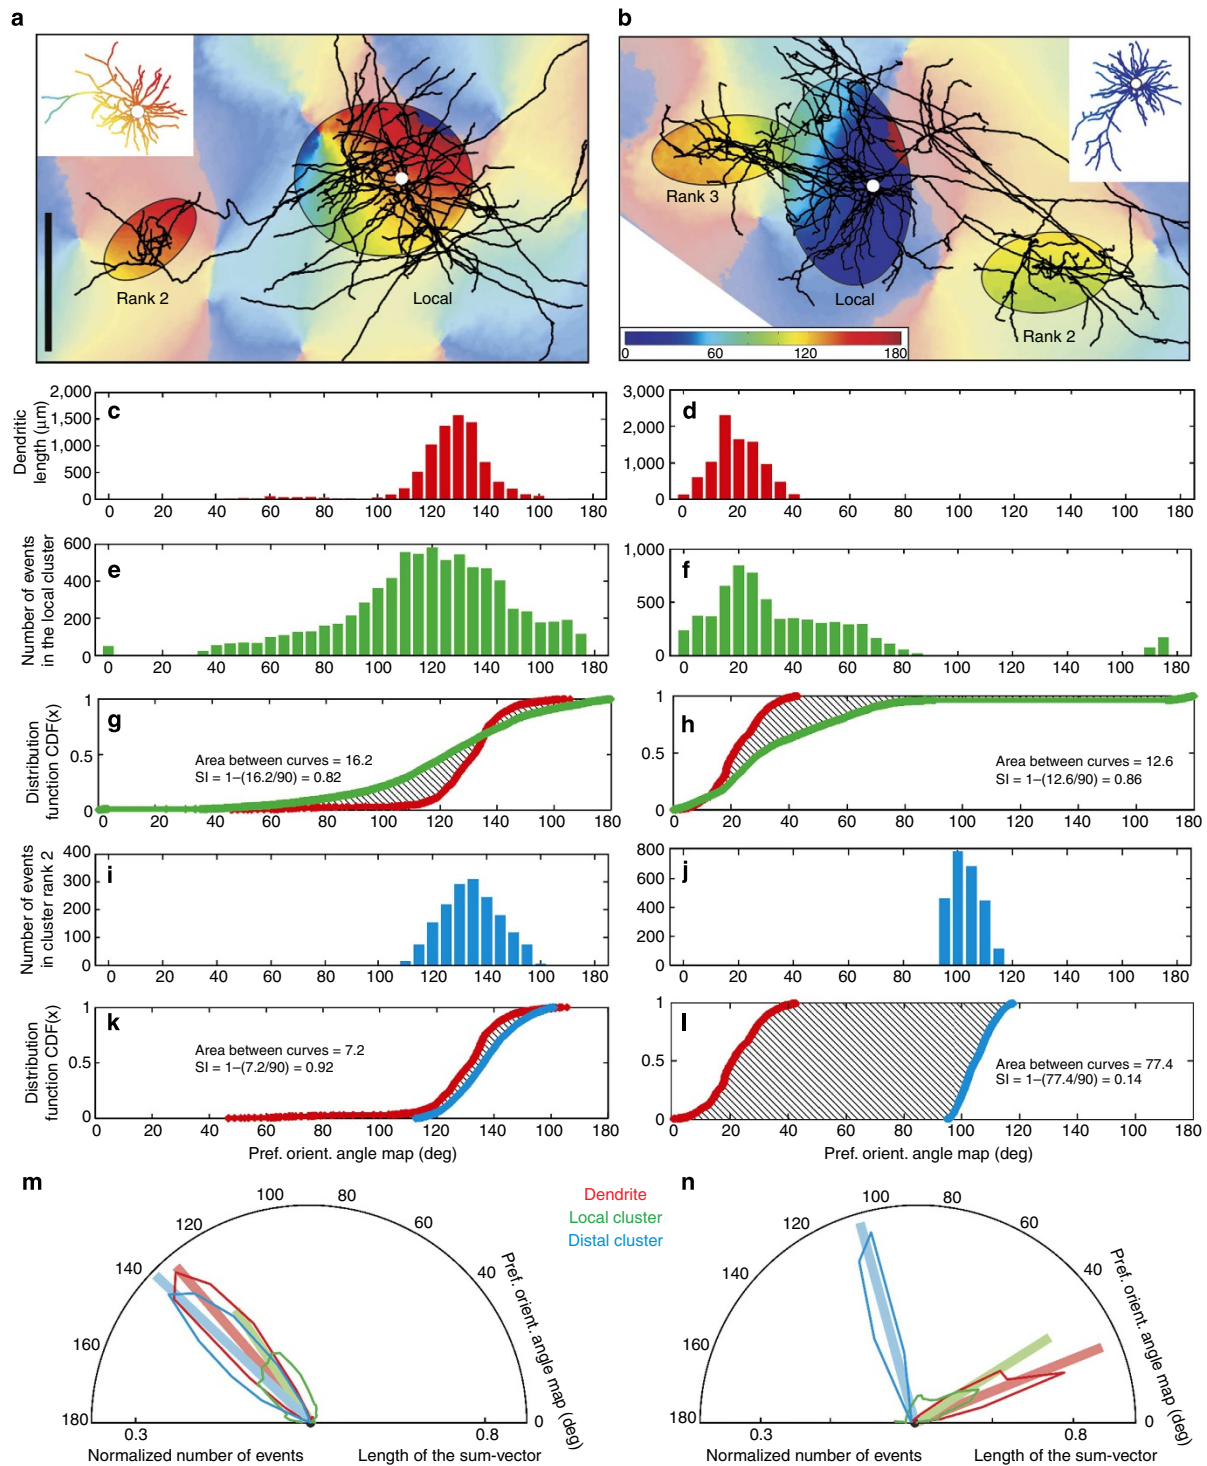 a
b
Rank 2
Local
Rank 3
Local
Rank 2
0 60 120 180
c
Dendritic
length (μm)
2,000
1,500
1,000
500
0
0 20 40 60 80 100 120 140 160 100
d
3,000
2,000
1,000
0
0 20 40 60 80 100 120 140 160 180
e
Number of events
in the local cluster
600
400
200
0
0 20 40 60 80 100 120 140 160 180
f
1,000
500
0
0 20 40 60 80 100 120 140 160 180
g
Distribution
function CDF(x)
1
0.5
0
Area between curves = 16.2
SI = 1–(16.2/90) = 0.82
0 20 40 60 80 100 120 140 160 180
h
1
0.5
0
Area between curves = 12.6
SI = 1–(12.6/90) = 0.86
0 20 40 60 80 100 120 140 160 180
i
Number of events
in cluster rank 2
400
300
200
100
0
0 20 40 60 80 100 120 140 160 180
j
800
600
400
200
0
0 20 40 60 80 100 120 140 160 180
k
Distribution
function CDF(x)
1
0.5
0
Area between curves = 7.2
SI = 1–(7.2/90) = 0.92
0 20 40 60 80 100 120 140 160 180
Pref. orient. angle map (deg)
l
1
0.5
0
Area between curves = 77.4
SI = 1–(77.4/90) = 0.14
0 20 40 60 80 100 120 140 160 180
Pref. orient. angle map (deg)
m
100 80
120 60
140 40
160
180 0
0.3 0.8
Pref. orient. angle map (deg)
Normalized number of events
Length of the sum-vector
Dendrite
Local cluster
Distal cluster
n
100 80
120 60
140 40
160
180 0
0.3 0.8
Pref. orient. angle map (deg)
Normalized number of events
Length of the sum-vector